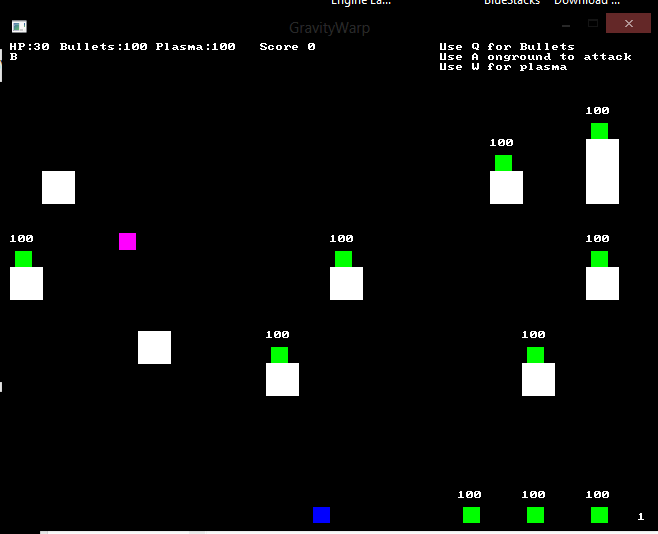 Engine La... BlueStacks Download ...
GravityWarp
HP:30 Bullets:100 Plasma:100 Score 0 Use Q for Bullets
B Use A onground to attack
Use W for plasma
100
100
100 100 100
100 100
100 100 100
1